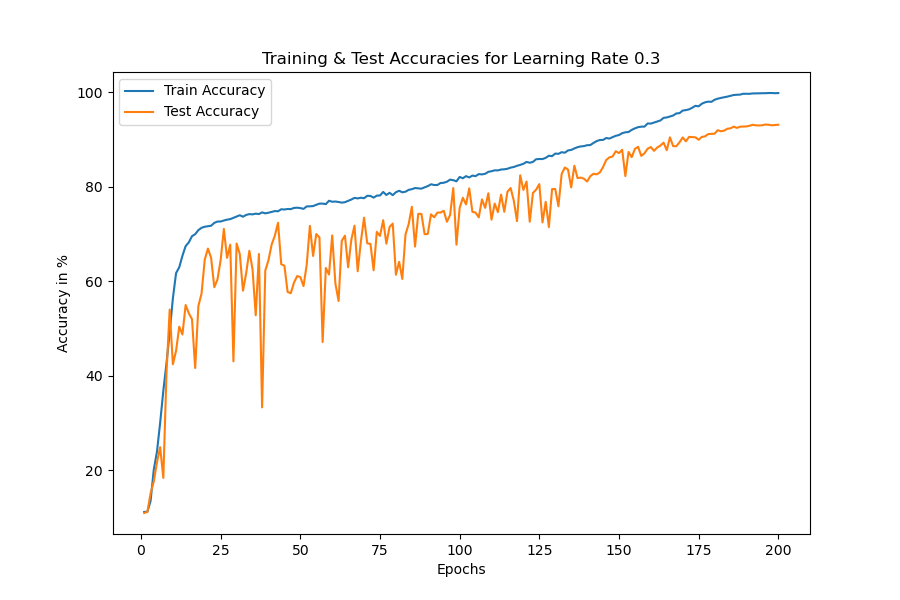 Training & Test Accuracies for Learning Rate 0.3
Train Accuracy
Test Accuracy
Accuracy in %
100
80
60
40
20
0 25 50 75 100 125 150 175 200
Epochs